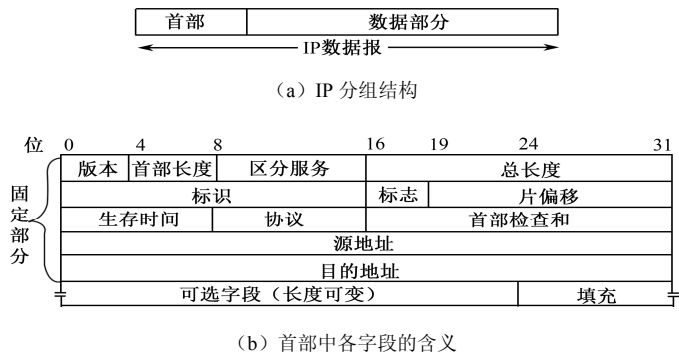 首部 数据部分
IP数据报
（a）IP 分组结构
位 0 4 8 16 19 24 31
版本 首部长度 区分服务 总长度
标识 标志 片偏移
生存时间 协议 首部检查和
源地址
目的地址
可选字段（长度可变） 填充
固定部分
（b）首部中各字段的含义